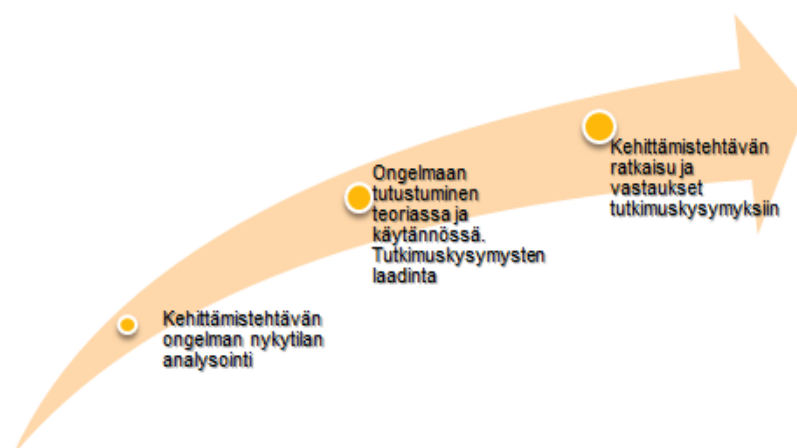 Kehittämistehtävän
ongelman nykytilan
analysointi
Ongelmaan
tutustuminen
teoriassa ja
käytännössä.
Tutkimuskysymysten
laadinta
Kehittämistehtävän
ratkaisu ja
vastaukset
tutkimuskysymyksiin